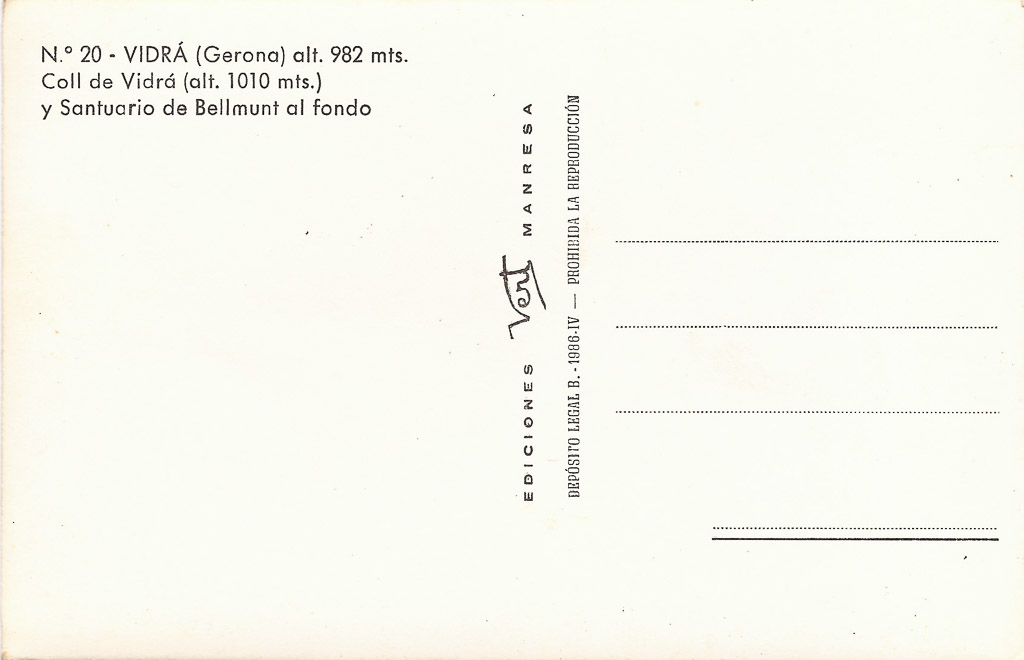 N.º 20 - VIDRÁ (Gerona) alt. 982 mts.
Coll de Vidrá (alt. 1010 mts.)
y Santuario de Bellmunt al fondo
EDICIONES Vert MANRESA
DEPÓSITO LEGAL B.-1986-IV — PROHIBIDA LA REPRODUCCIÓN